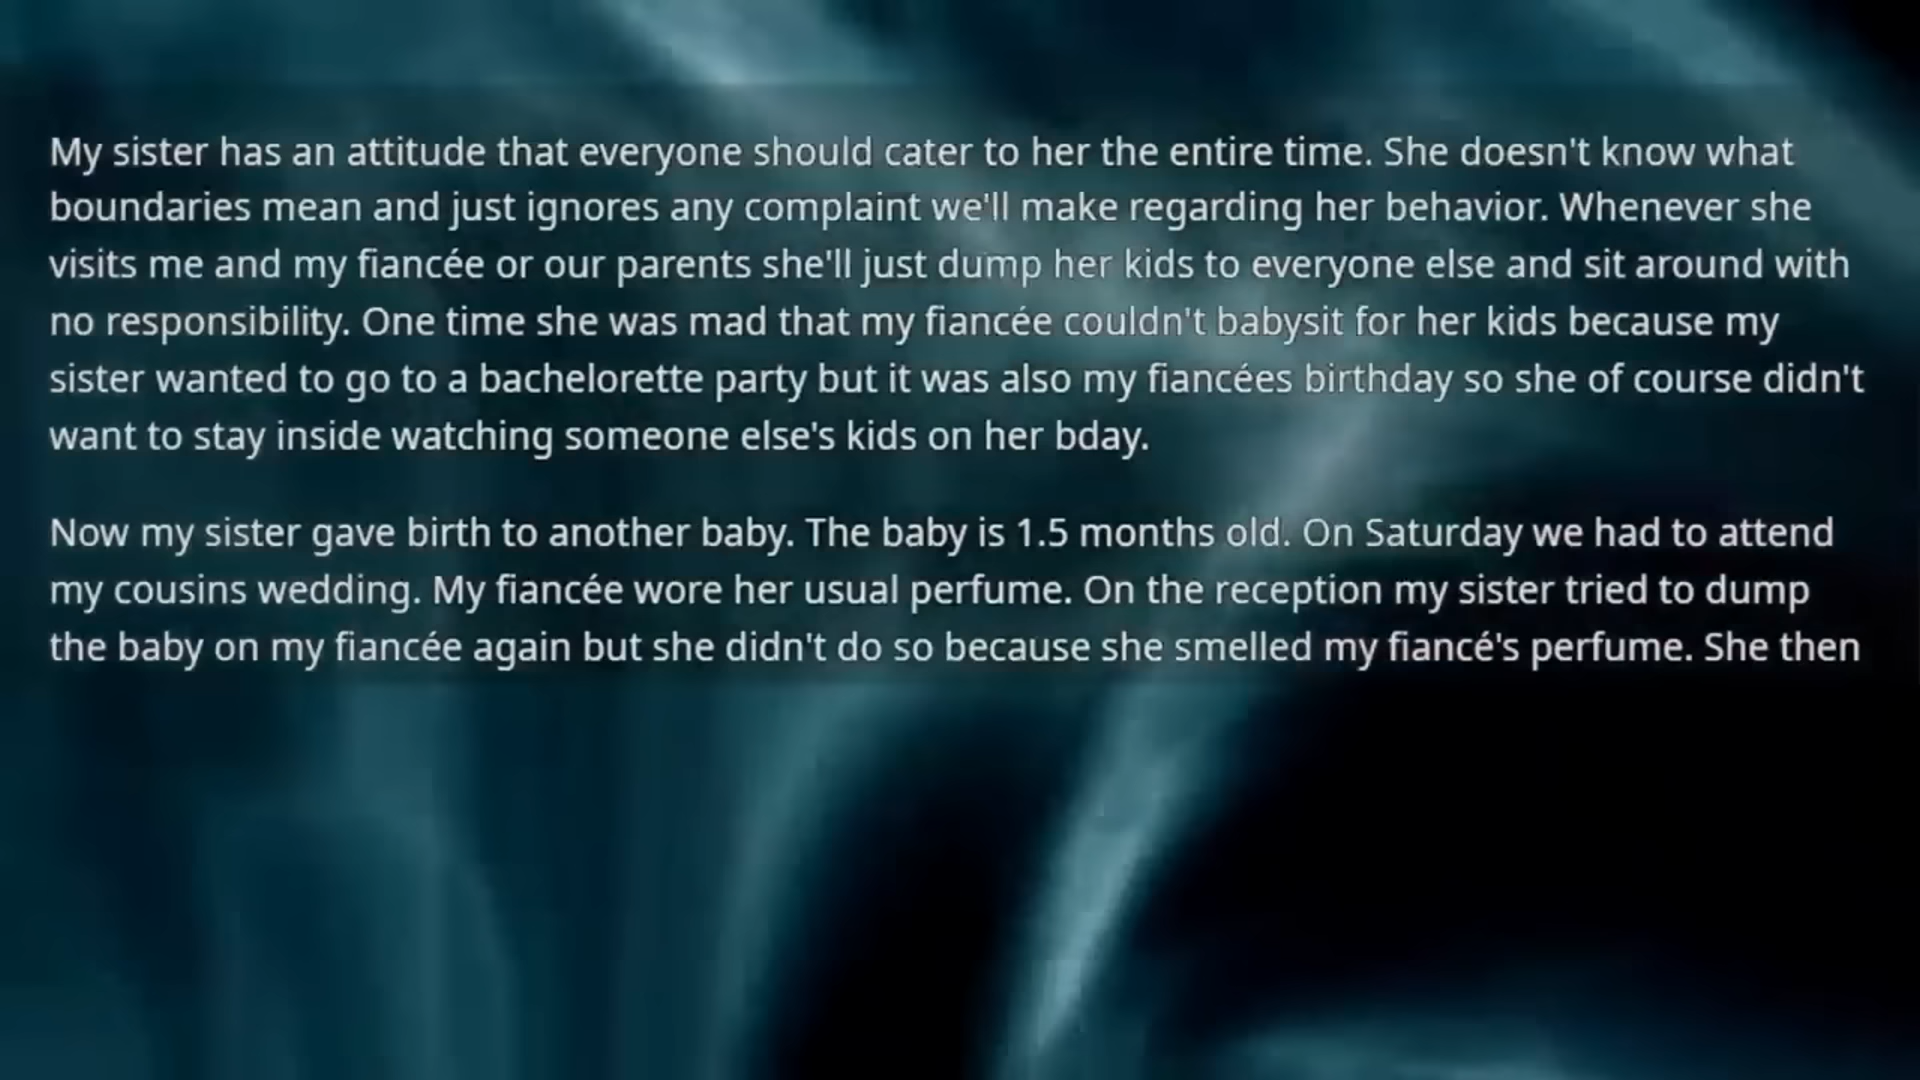 My sister has an attitude that everyone should cater to her the entire time. She doesn't know what
boundaries mean and just ignores any complaint we'll make regarding her behavior. Whenever she
visits me and my fiancée or our parents she'll just dump her kids to everyone else and sit around with
no responsibility. One time she was mad that my fiancée couldn't babysit for her kids because my
sister wanted to go to a bachelorette party but it was also my fiancées birthday so she of course didn't
want to stay inside watching someone else's kids on her bday.
Now my sister gave birth to another baby. The baby is 1.5 months old. On Saturday we had to attend
my cousins wedding. My fiancée wore her usual perfume. On the reception my sister tried to dump
the baby on my fiancée again but she didn't do so because she smelled my fiancé's perfume. She then